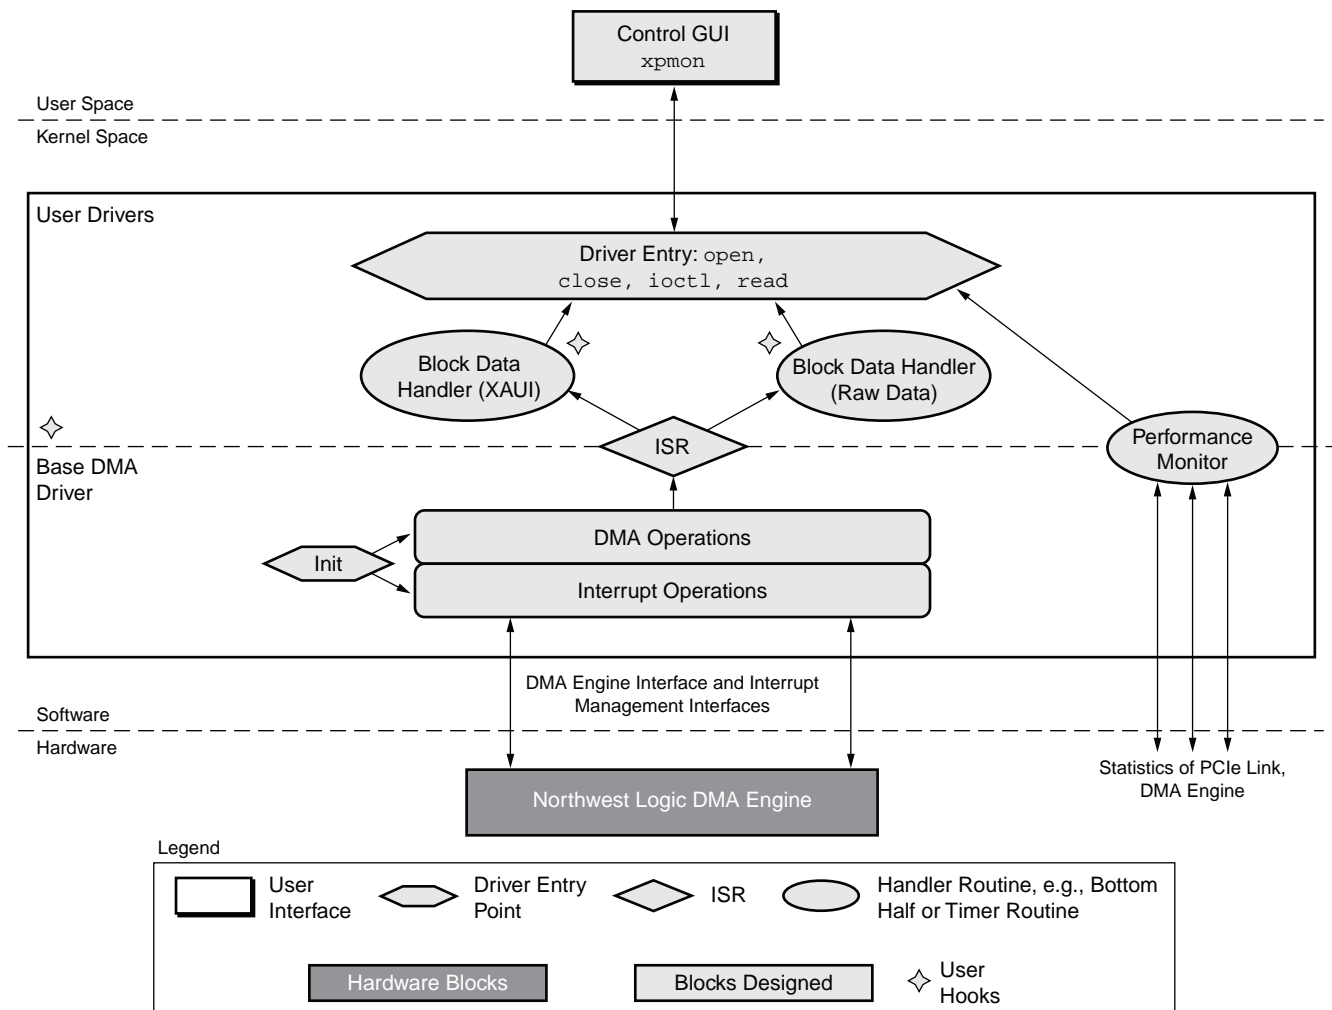 Control GUI
xpmon
User Space
Kernel Space
User Drivers
Driver Entry: open,
close, ioctl, read
Block Data
Handler (XAUI)
Block Data Handler
(Raw Data)
ISR
Performance
Monitor
Base DMA
Driver
DMA Operations
Init
Interrupt Operations
DMA Engine Interface and Interrupt
Management Interfaces
Software
Hardware
Statistics of PCIe Link,
DMA Engine
Northwest Logic DMA Engine
Legend
User
Interface
Driver Entry
Point
ISR
Handler Routine, e.g., Bottom
Half or Timer Routine
Hardware Blocks
Blocks Designed
User
Hooks